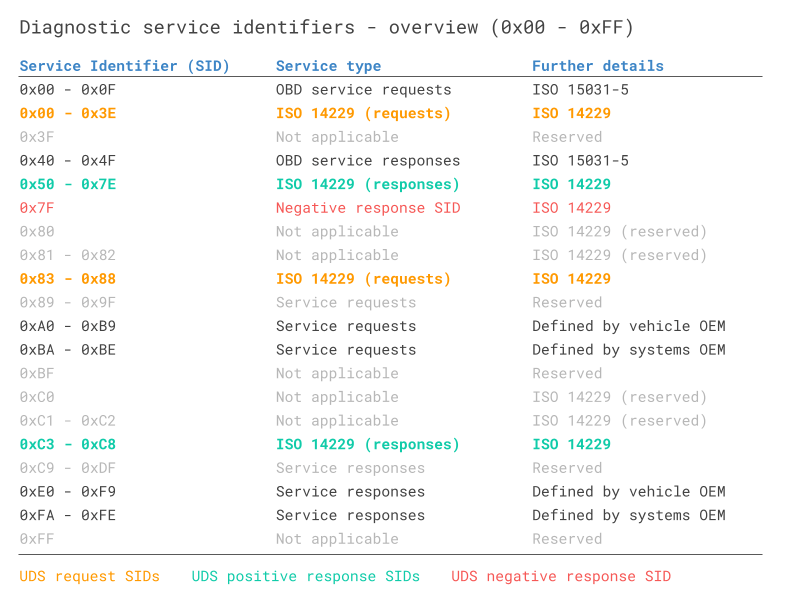 Diagnostic service identifiers - overview (0x00 - 0xFF)
Service Identifier (SID) Service type Further details
0x00 - 0x0F OBD service requests ISO 15031-5
0x00 - 0x3E ISO 14229 (requests) ISO 14229
0x3F Not applicable Reserved
0x40 - 0x4F OBD service responses ISO 15031-5
0x50 - 0x7E ISO 14229 (responses) ISO 14229
0x7F Negative response SID ISO 14229
0x80 Not applicable ISO 14229 (reserved)
0x81 - 0x82 Not applicable ISO 14229 (reserved)
0x83 - 0x88 ISO 14229 (requests) ISO 14229
0x89 - 0x9F Service requests Reserved
0xA0 - 0xB9 Service requests Defined by vehicle OEM
0xBA - 0xBE Service requests Defined by systems OEM
0xBF Not applicable Reserved
0xC0 Not applicable ISO 14229 (reserved)
0xC1 - 0xC2 Not applicable ISO 14229 (reserved)
0xC3 - 0xC8 ISO 14229 (responses) ISO 14229
0xC9 - 0xDF Service responses Reserved
0xE0 - 0xF9 Service responses Defined by vehicle OEM
0xFA - 0xFE Service responses Defined by systems OEM
0xFF Not applicable Reserved
UDS request SIDs UDS positive response SIDs UDS negative response SID